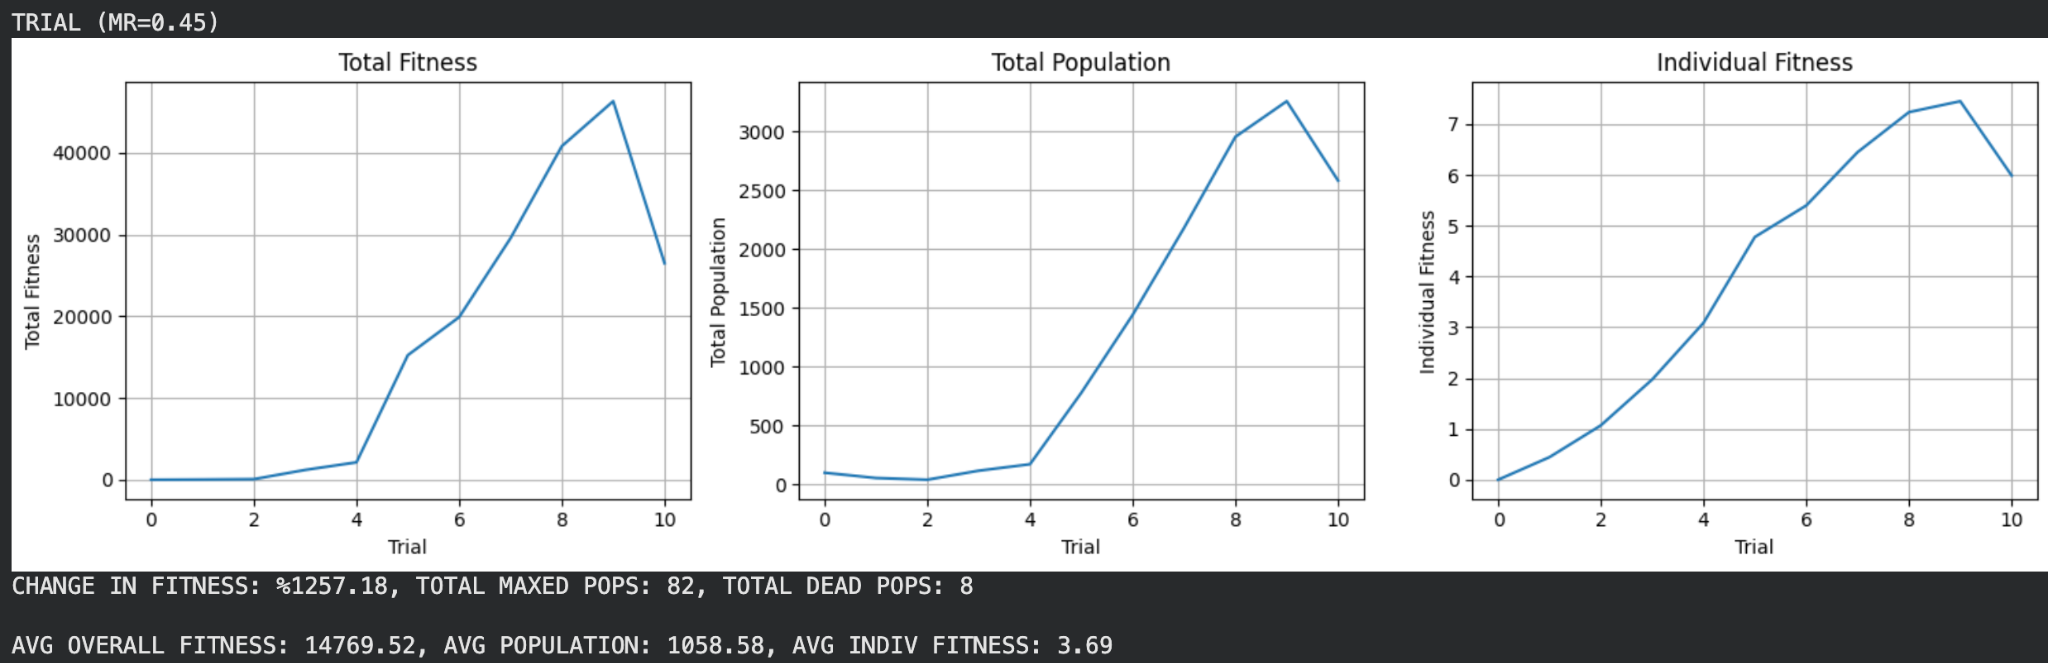 TRIAL (MR=0.45)
Total Fitness
Total Fitness
40000
30000
20000
10000
0
0 2 4 6 8 10
Trial
Total Population
Total Population
3000
2500
2000
1500
1000
500
0
0 2 4 6 8 10
Trial
Individual Fitness
Individual Fitness
7
6
5
4
3
2
1
0
0 2 4 6 8 10
Trial
CHANGE IN FITNESS: %1257.18, TOTAL MAXED POPS: 82, TOTAL DEAD POPS: 8
AVG OVERALL FITNESS: 14769.52, AVG POPULATION: 1058.58, AVG INDIV FITNESS: 3.69